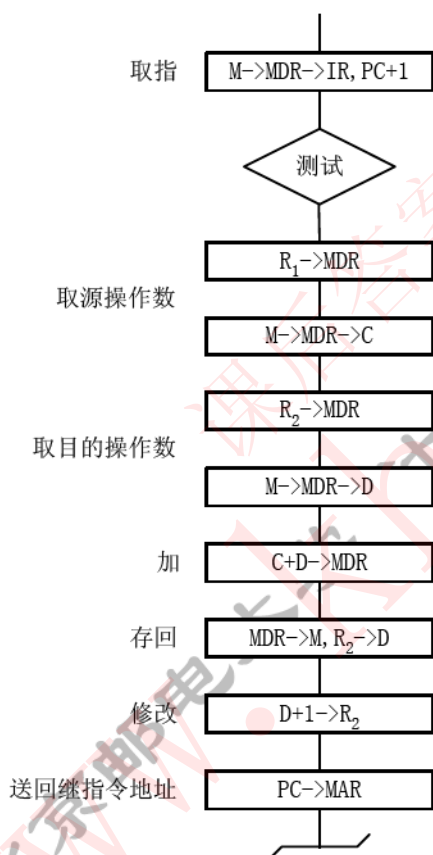 取指 M->MDR->IR,PC+1
测试
R₁->MDR
取源操作数
M->MDR->C
R₂->MDR
取目的操作数
M->MDR->D
加 C+D->MDR
存回 MDR->M,R₂->D
修改 D+1->R₂
送回继指令地址 PC->MAR